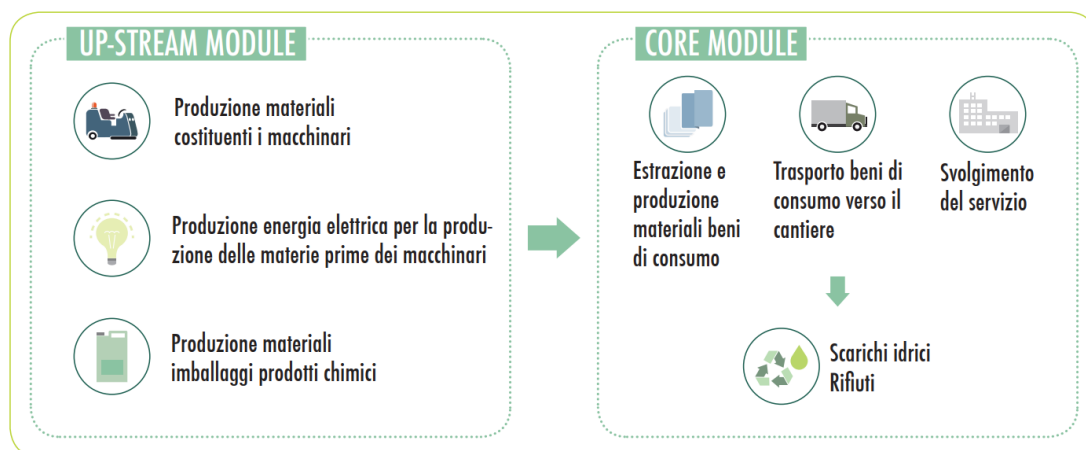 UP-STREAM MODULE
Produzione materiali
costituenti i macchinari
Produzione energia elettrica per la produ-
zione delle materie prime dei macchinari
Produzione materiali
imballaggi prodotti chimici
CORE MODULE
Estrazione e
produzione
materiali beni
di consumo
Trasporto beni di
consumo verso il
cantiere
Svolgimento
del servizio
Scarichi idrici
Rifiuti